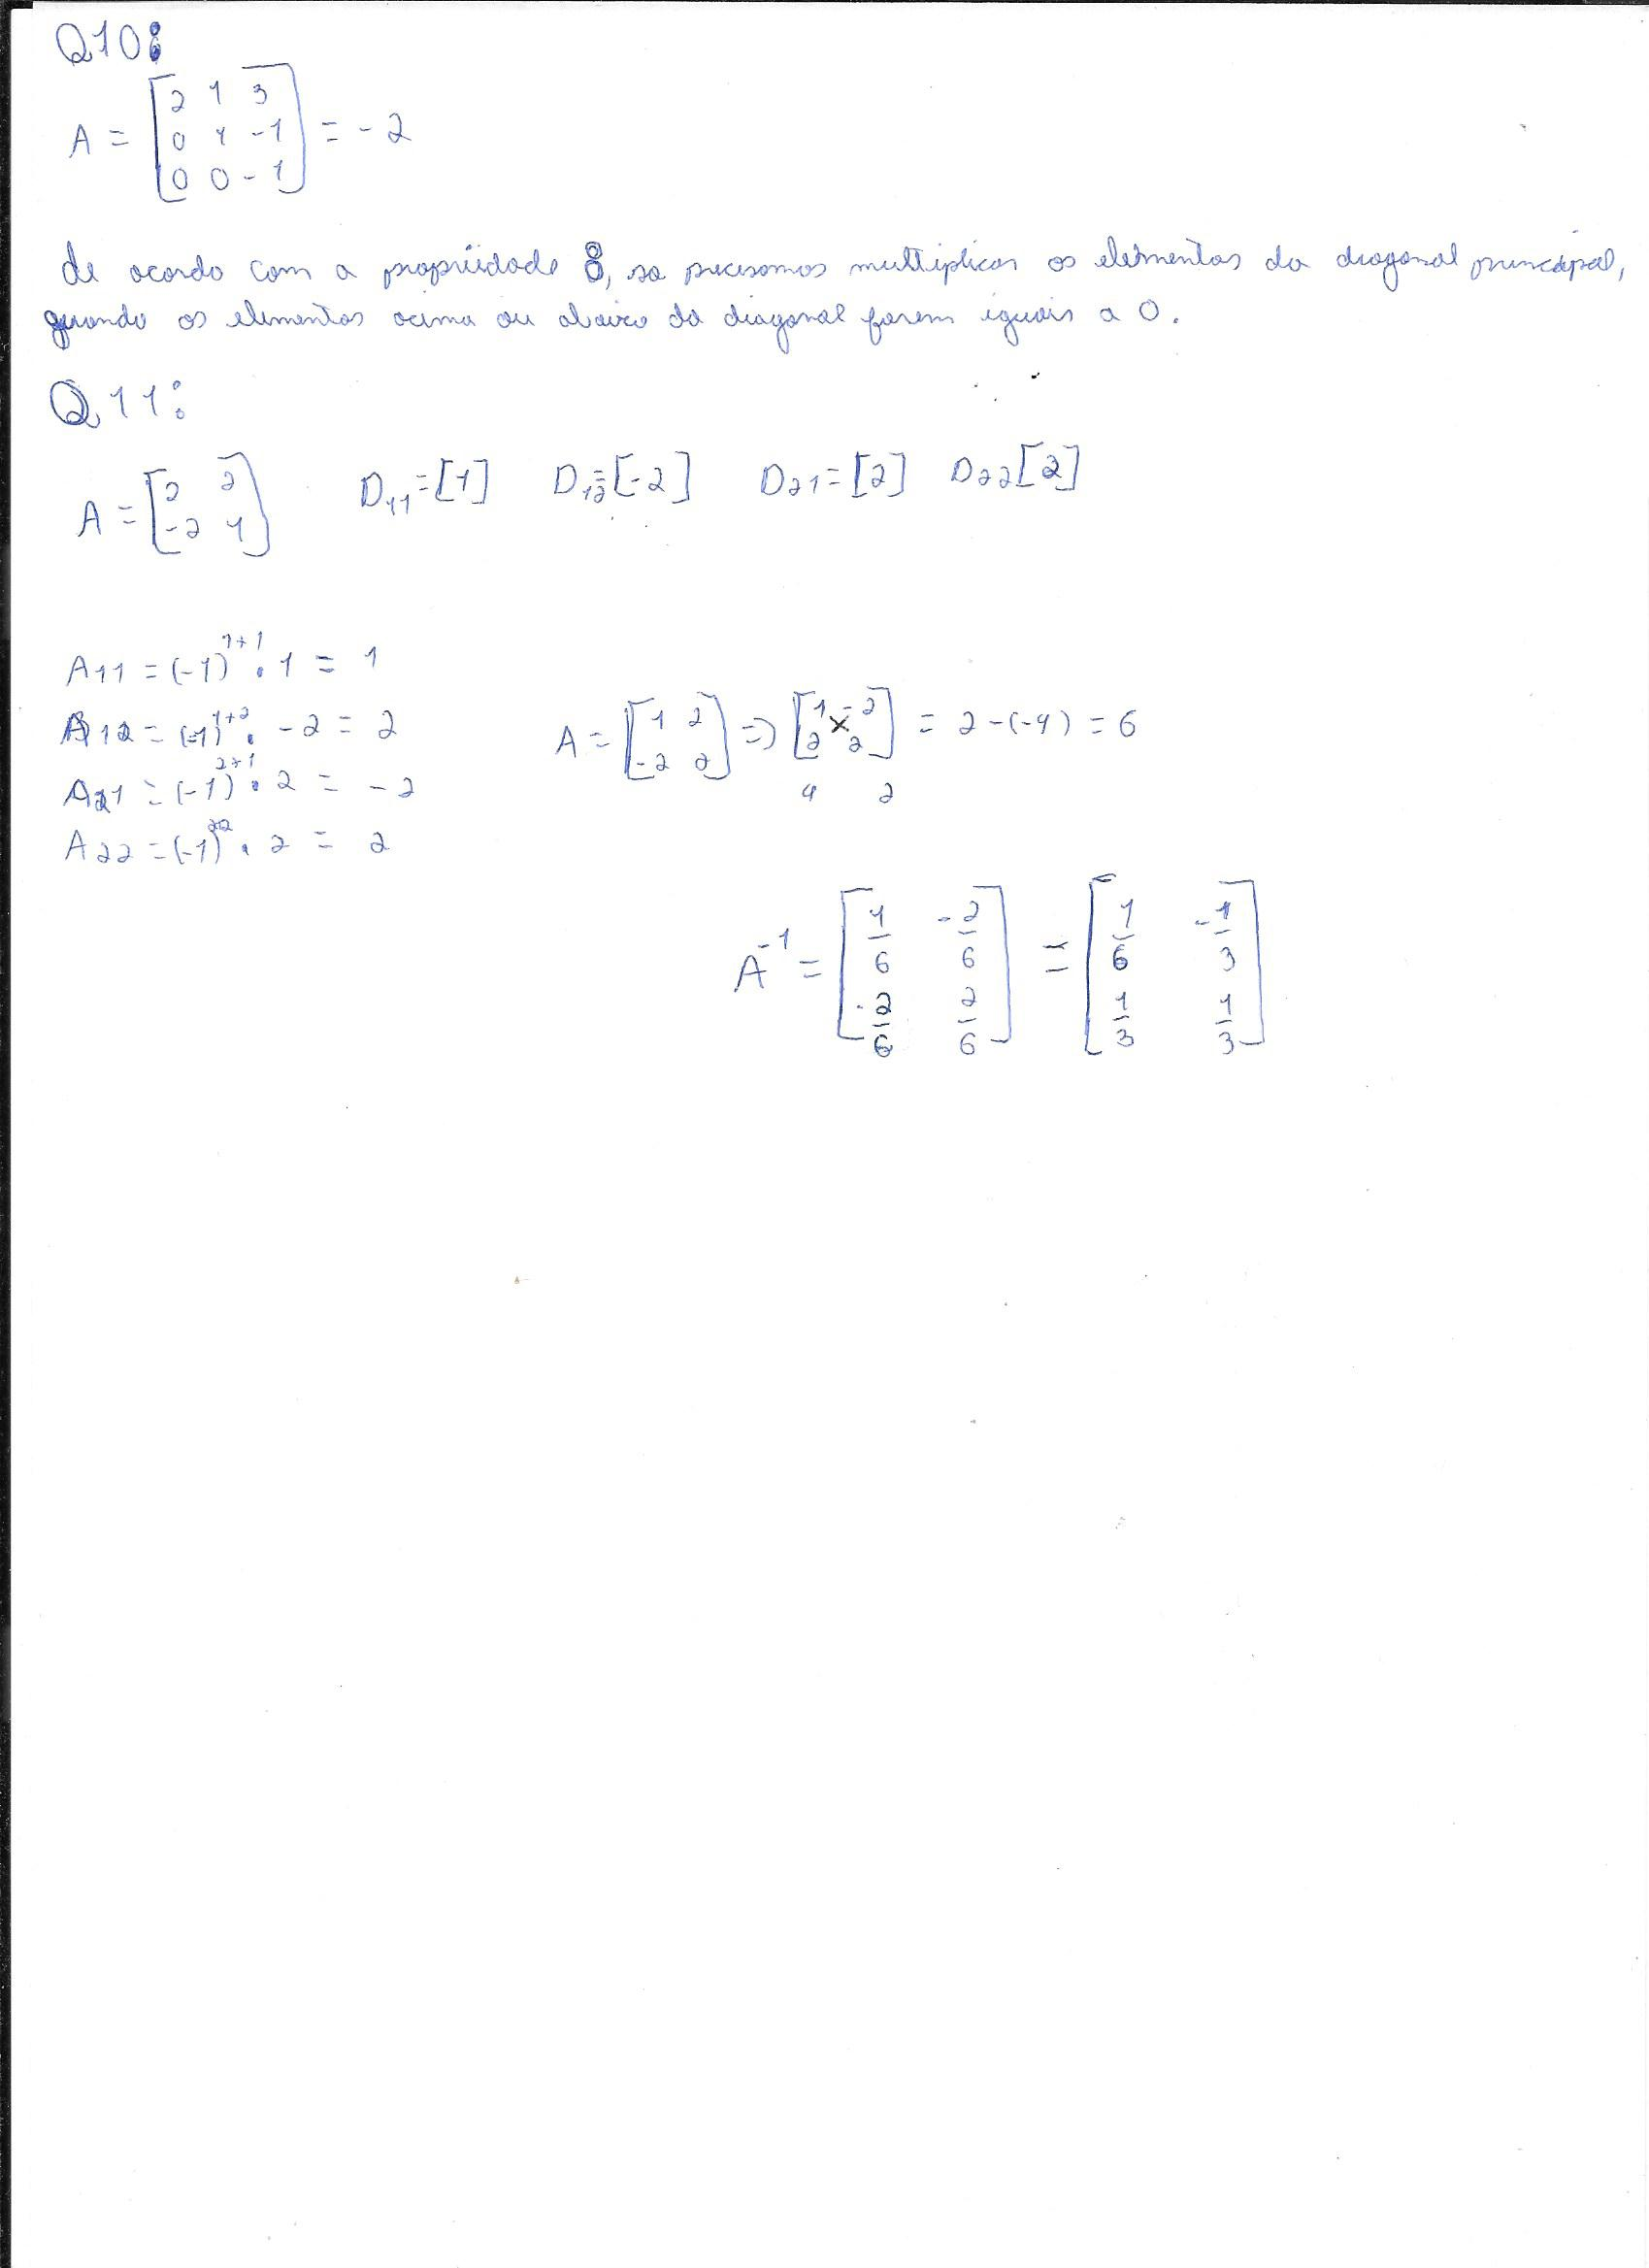 Q10:
A = [2 1 3
0 1 -1
0 0 -1] = -2
de acordo com a propriedade 8, so precisamos multiplicar os elementos da diagonal principal,
quando os elementos acima ou abaixo da diagonal forem iguais a 0.
Q11:
A = [2 2
-2 1] D11 = [1] D12 = [-2] D21 = [2] D22 [2]
A11 = (-1)^1+1 . 1 = 1
A12 = (-1)^1+2 . -2 = 2
A21 = (-1)^2+1 . 2 = -2
A22 = (-1)^22 . 2 = 2
A = [1 2
-2 2] => [1 -2
2 2] = 2 - (-4) = 6
4 2
A^-1 = [1/6 -2/6
2/6 2/6] = [1/6 -1/3
1/3 1/3]